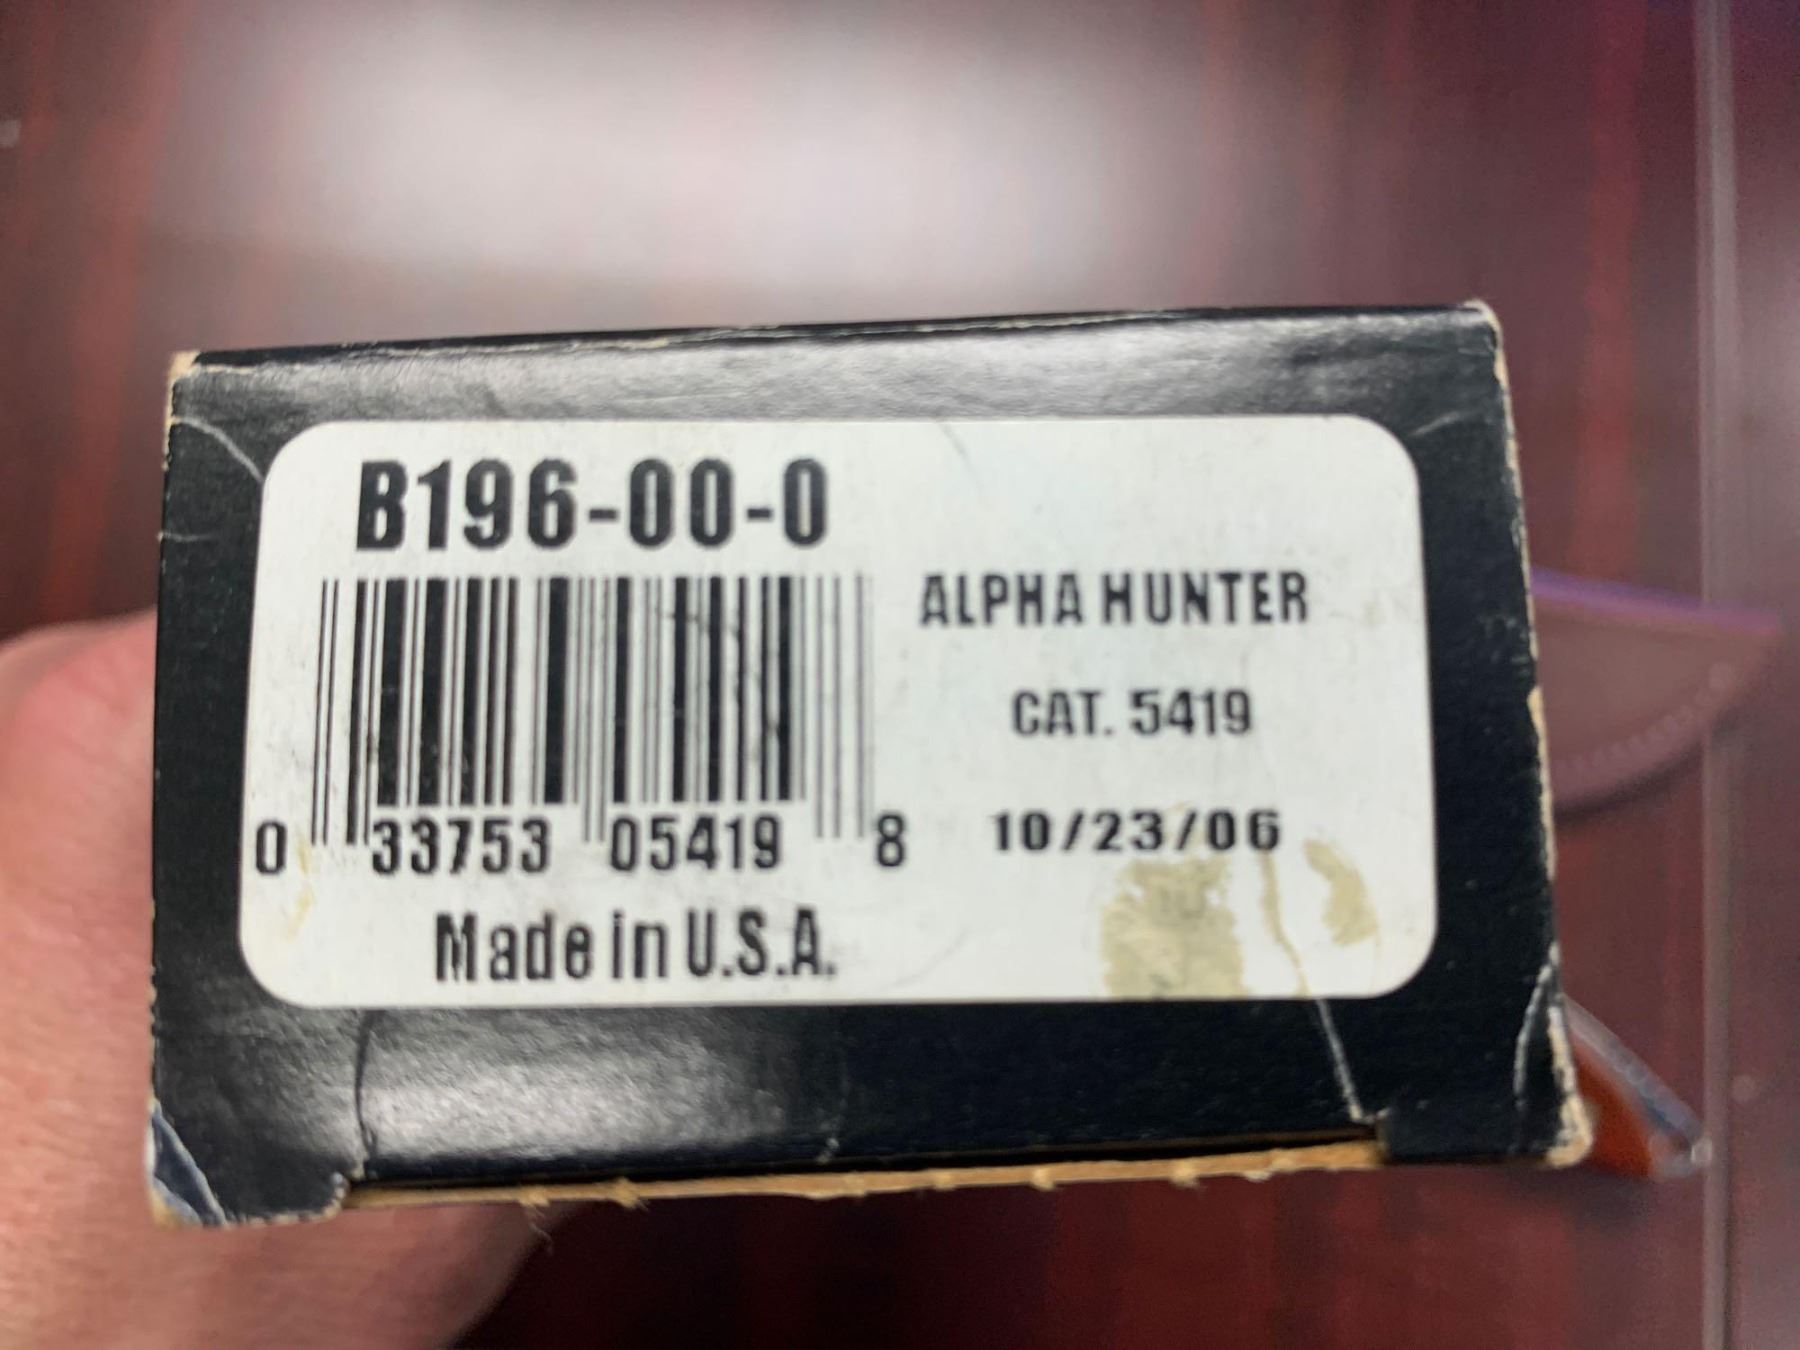 B196-00-0
ALPHA HUNTER
CAT. 5419
0 33753 05419 8
10/23/06
Made in U.S.A.